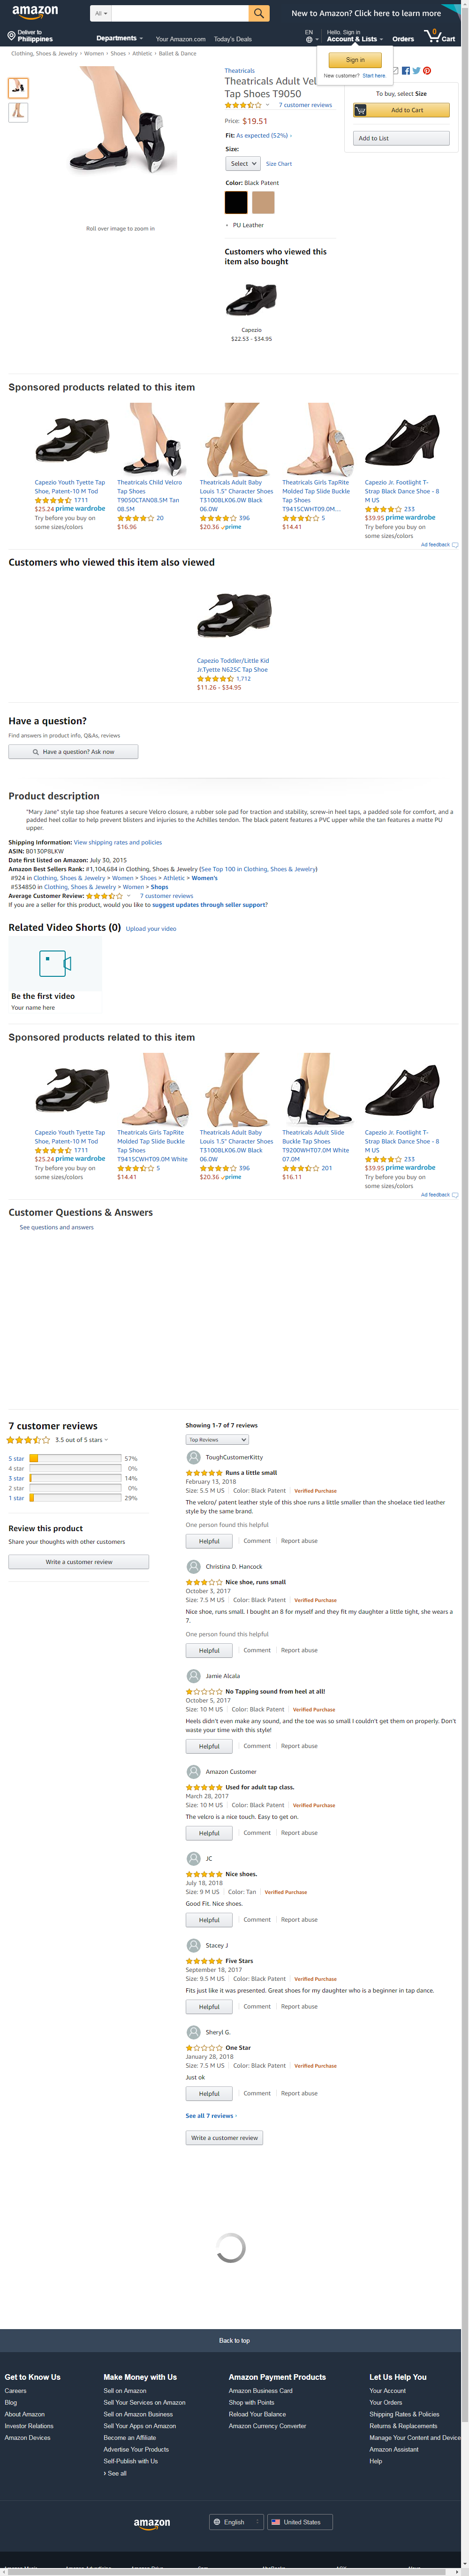 amazon
All
New to Amazon? Click here to learn more
Deliver to
Philippines
Departments
Your Amazon.com
Today's Deals
EN
Hello. Sign in
Account & Lists
Orders
0
Cart
Sign in
New customer? Start here.
Clothing, Shoes & Jewelry › Women › Shoes › Athletic › Ballet & Dance
Theatricals
Theatricals Adult Vel
Tap Shoes T9050
7 customer reviews
Price: $19.51
Fit: As expected (52%)
Size:
Select
Size Chart
Color: Black Patent
• PU Leather
To buy, select Size
Add to Cart
Add to List
Roll over image to zoom in
Customers who viewed this
item also bought
Capezio
$22.53 - $34.95
Sponsored products related to this item
Capezio Youth Tyette Tap
Shoe, Patent-10 M Tod
1711
$25.24 prime wardrobe
Try before you buy on
some sizes/colors
Theatricals Child Velcro
Tap Shoes
T9050CTAN08.5M Tan
08.5M
20
$16.96
Theatricals Adult Baby
Louis 1.5" Character Shoes
T3100BLK06.0W Black
06.0W
396
$20.36 prime
Theatricals Girls TapRite
Molded Tap Slide Buckle
Tap Shoes
T9415CWHT09.0M...
5
$14.41
Capezio Jr. Footlight T-
Strap Black Dance Shoe - 8
M US
233
$39.95 prime wardrobe
Try before you buy on
some sizes/colors
Ad feedback
Customers who viewed this item also viewed
Capezio Toddler/Little Kid
Jr.Tyette N625C Tap Shoe
1,712
$11.26 - $34.95
Have a question?
Find answers in product info, Q&As, reviews
Have a question? Ask now
Product description
"Mary Jane" style tap shoe features a secure Velcro closure, a rubber sole pad for traction and stability, screw-in heel taps, a padded sole for comfort, and a
padded heel collar to help prevent blisters and injuries to the Achilles tendon. The black patent features a PVC upper while the tan features a matte PU
upper.
Shipping Information: View shipping rates and policies
ASIN: B0130P8LKW
Date first listed on Amazon: July 30, 2015
Amazon Best Sellers Rank: #1,104,684 in Clothing, Shoes & Jewelry (See Top 100 in Clothing, Shoes & Jewelry)
#924 in Clothing, Shoes & Jewelry > Women > Shoes > Athletic > Women's
#534850 in Clothing, Shoes & Jewelry > Women > Shops
Average Customer Review: 7 customer reviews
If you are a seller for this product, would you like to suggest updates through seller support?
Related Video Shorts (0) Upload your video
Be the first video
Your name here
Sponsored products related to this item
Capezio Youth Tyette Tap
Shoe, Patent-10 M Tod
1711
$25.24 prime wardrobe
Try before you buy on
some sizes/colors
Theatricals Girls TapRite
Molded Tap Slide Buckle
Tap Shoes
T9415CWHT09.0M White
5
$14.41
Theatricals Adult Baby
Louis 1.5" Character Shoes
T3100BLK06.0W Black
06.0W
396
$20.36 prime
Theatricals Adult Slide
Buckle Tap Shoes
T9200WHT07.0M White
07.0M
201
$16.11
Capezio Jr. Footlight T-
Strap Black Dance Shoe - 8
M US
233
$39.95 prime wardrobe
Try before you buy on
some sizes/colors
Ad feedback
Customer Questions & Answers
See questions and answers
7 customer reviews
3.5 out of 5 stars
5 star 57%
4 star 0%
3 star 14%
2 star 0%
1 star 29%
Review this product
Share your thoughts with other customers
Write a customer review
Showing 1-7 of 7 reviews
Top Reviews
ToughCustomerKitty
Runs a little small
February 13, 2018
Size: 5.5 M US | Color: Black Patent | Verified Purchase
The velcro/ patent leather style of this shoe runs a little smaller than the shoelace tied leather
style by the same brand.
One person found this helpful
Helpful | Comment | Report abuse
Christina D. Hancock
Nice shoe, runs small
October 3, 2017
Size: 7.5 M US | Color: Black Patent | Verified Purchase
Nice shoe, runs small. I bought an 8 for myself and they fit my daughter a little tight, she wears a
7.
One person found this helpful
Helpful | Comment | Report abuse
Jamie Alcala
No Tapping sound from heel at all!
October 5, 2017
Size: 10 M US | Color: Black Patent | Verified Purchase
Heels didn't even make any sound, and the toe was so small I couldn't get them on properly. Don't
waste your time with this style!
Helpful | Comment | Report abuse
Amazon Customer
Used for adult tap class.
March 28, 2017
Size: 10 M US | Color: Black Patent | Verified Purchase
The velcro is a nice touch. Easy to get on.
Helpful | Comment | Report abuse
JC
Nice shoes.
July 18, 2018
Size: 9 M US | Color: Tan | Verified Purchase
Good Fit. Nice shoes.
Helpful | Comment | Report abuse
Stacey J
Five Stars
September 18, 2017
Size: 9.5 M US | Color: Black Patent | Verified Purchase
Fits just like it was presented. Great shoes for my daughter who is a beginner in tap dance.
Helpful | Comment | Report abuse
Sheryl G.
One Star
January 28, 2018
Size: 7.5 M US | Color: Black Patent | Verified Purchase
Just ok
Helpful | Comment | Report abuse
See all 7 reviews ›
Write a customer review
Back to top
Get to Know Us
Careers
Blog
About Amazon
Investor Relations
Amazon Devices
Make Money with Us
Sell on Amazon
Sell Your Services on Amazon
Sell on Amazon Business
Sell Your Apps on Amazon
Become an Affiliate
Advertise Your Products
Self-Publish with Us
› See all
Amazon Payment Products
Amazon Business Card
Shop with Points
Reload Your Balance
Amazon Currency Converter
Let Us Help You
Your Account
Your Orders
Shipping Rates & Policies
Returns & Replacements
Manage Your Content and Device
Amazon Assistant
Help
amazon
English
United States